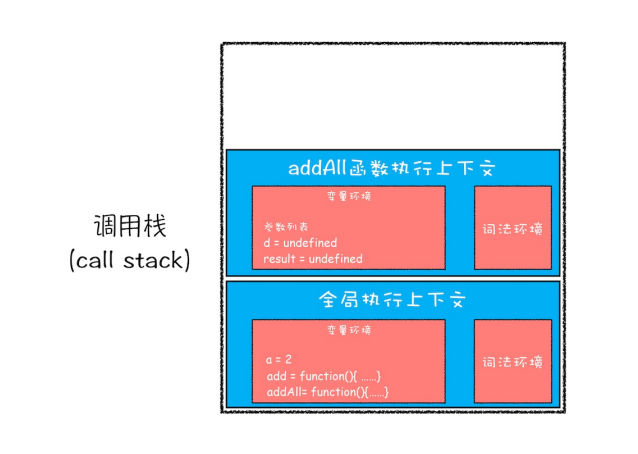 调用栈
(call stack)
addAll函数执行上下文
变量环境
参数列表
d = undefined
result = undefined
词法环境
全局执行上下文
变量环境
a = 2
add = function(){ ......}
addAll= function(){......}
词法环境